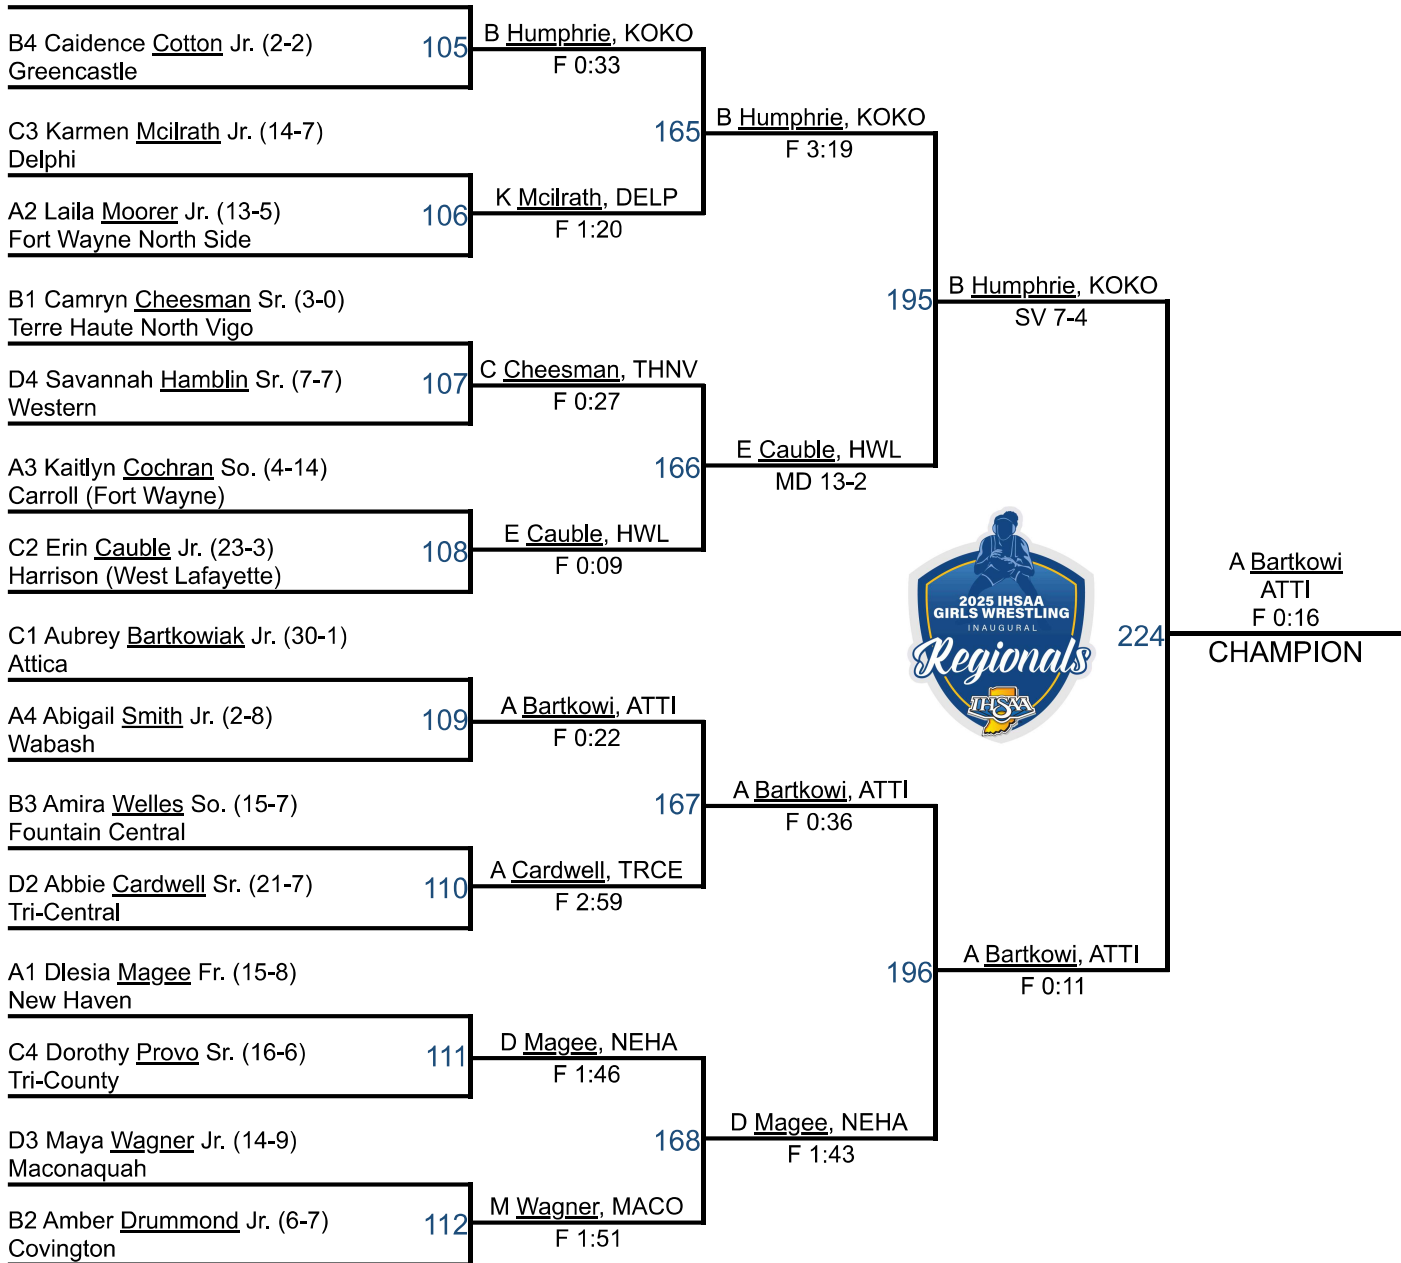 B4 Caidence Cotton Jr. (2-2)
Greencastle
105
B Humphrie, KOKO
F 0:33
C3 Karmen Mcilrath Jr. (14-7)
Delphi
165
B Humphrie, KOKO
F 3:19
A2 Laila Moorer Jr. (13-5)
Fort Wayne North Side
106
K Mcilrath, DELP
F 1:20
B1 Camryn Cheesman Sr. (3-0)
Terre Haute North Vigo
195
B Humphrie, KOKO
SV 7-4
D4 Savannah Hamblin Sr. (7-7)
Western
107
C Cheesman, THNV
F 0:27
A3 Kaitlyn Cochran So. (4-14)
Carroll (Fort Wayne)
166
E Cauble, HWL
MD 13-2
C2 Erin Cauble Jr. (23-3)
Harrison (West Lafayette)
108
E Cauble, HWL
F 0:09
2025 IHSAA
GIRLS WRESTLING
INAUGURAL
Regionals
IHSAA
224
A Bartkowi
ATTI
F 0:16
CHAMPION
C1 Aubrey Bartkowiak Jr. (30-1)
Attica
A4 Abigail Smith Jr. (2-8)
Wabash
109
A Bartkowi, ATTI
F 0:22
B3 Amira Welles So. (15-7)
Fountain Central
167
A Bartkowi, ATTI
F 0:36
D2 Abbie Cardwell Sr. (21-7)
Tri-Central
110
A Cardwell, TRCE
F 2:59
A1 Dlesia Magee Fr. (15-8)
New Haven
196
A Bartkowi, ATTI
F 0:11
C4 Dorothy Provo Sr. (16-6)
Tri-County
111
D Magee, NEHA
F 1:46
D3 Maya Wagner Jr. (14-9)
Maconaquah
168
D Magee, NEHA
F 1:43
B2 Amber Drummond Jr. (6-7)
Covington
112
M Wagner, MACO
F 1:51